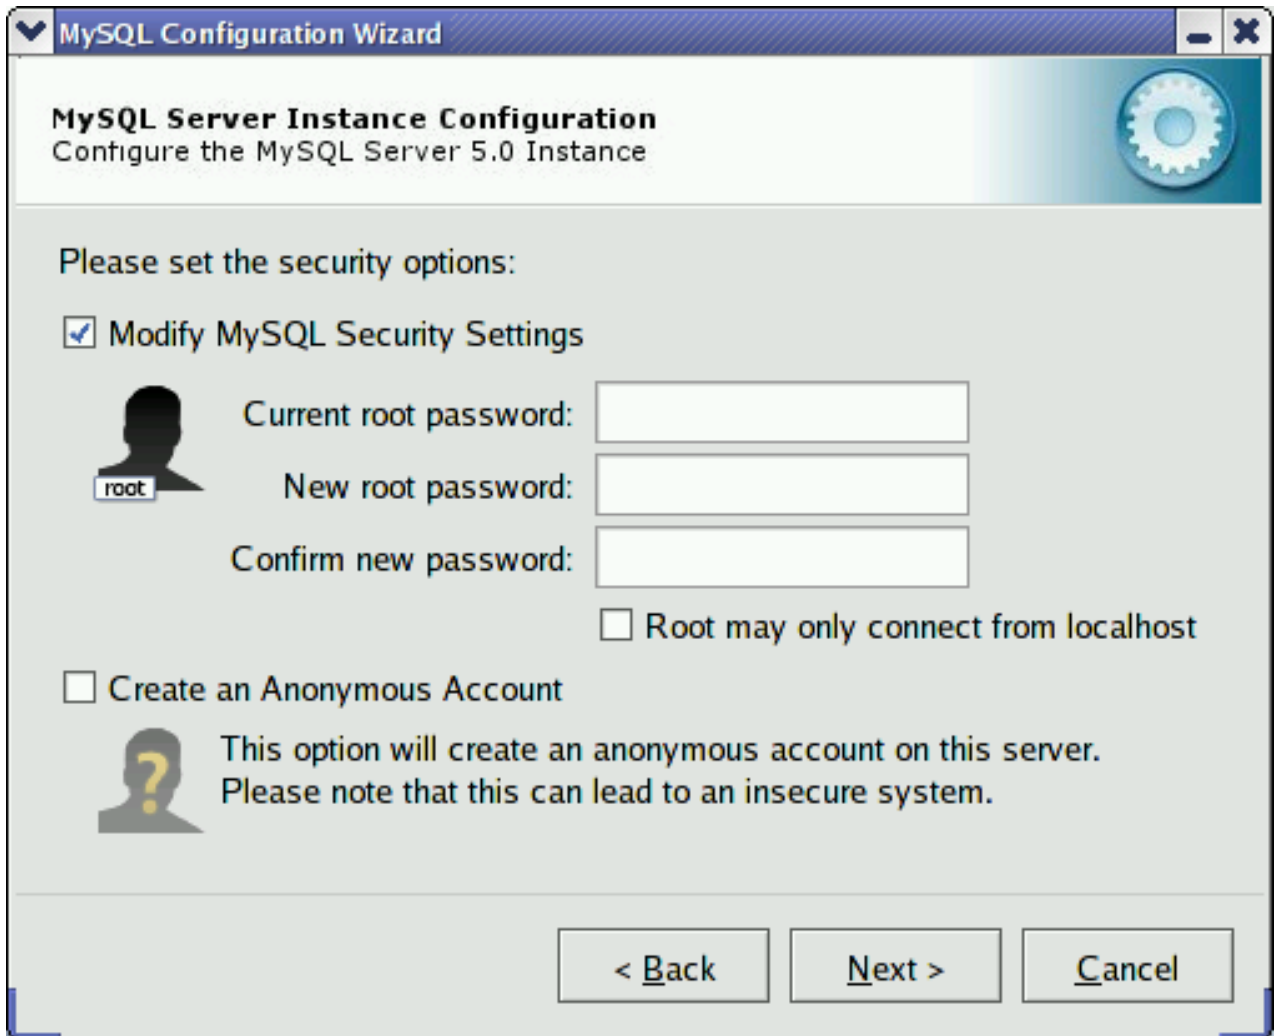 MySQL Configuration Wizard
MySQL Server Instance Configuration
Configure the MySQL Server 5.0 Instance
Please set the security options:
Modify MySQL Security Settings
Current root password:
root
New root password:
Confirm new password:
Root may only connect from localhost
Create an Anonymous Account
?
This option will create an anonymous account on this server.
Please note that this can lead to an insecure system.
< Back
Next >
Cancel